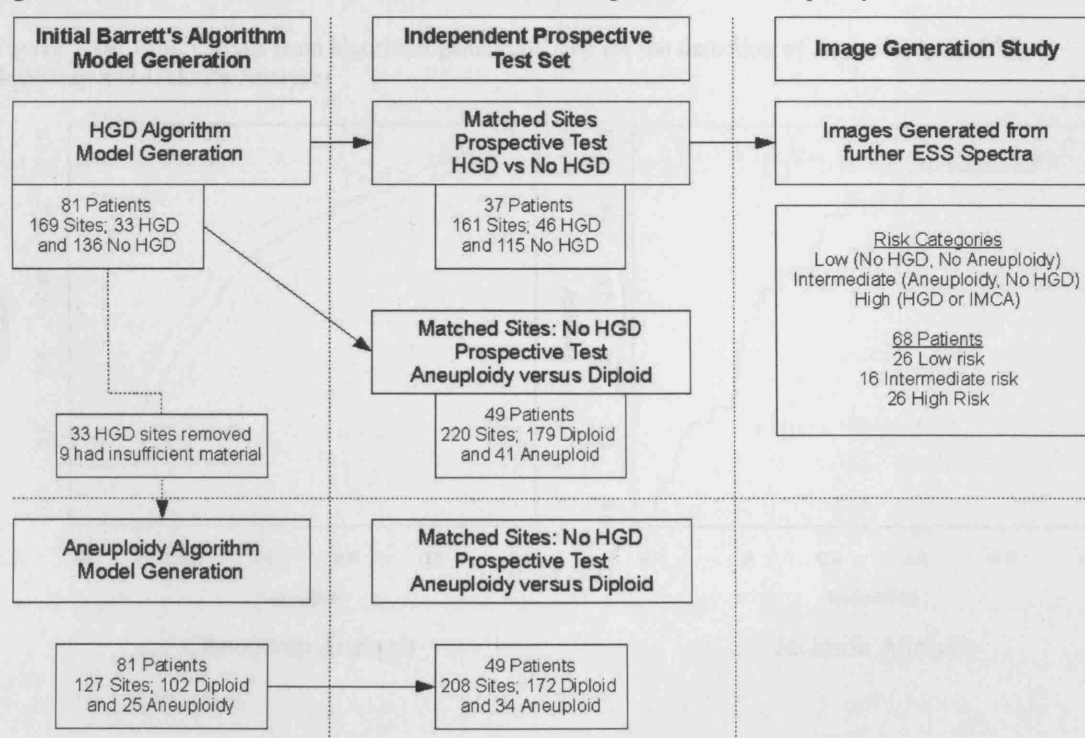 Initial Barrett's Algorithm
Model Generation
Independent Prospective
Test Set
Image Generation Study
HGD Algorithm
Model Generation
Matched Sites
Prospective Test
HGD vs No HGD
Images Generated from
further ESS Spectra
81 Patients
169 Sites; 33 HGD
and 136 No HGD
37 Patients
161 Sites; 46 HGD
and 115 No HGD
Risk Categories
Low (No HGD, No Aneuploidy)
Intermediate (Aneuploidy, No HGD)
High (HGD or IMCA)
68 Patients
26 Low risk
16 Intermediate risk
26 High Risk
Matched Sites: No HGD
Prospective Test
Aneuploidy versus Diploid
49 Patients
220 Sites; 179 Diploid
and 41 Aneuploid
33 HGD sites removed
9 had insufficient material
Aneuploidy Algorithm
Model Generation
Matched Sites: No HGD
Prospective Test
Aneuploidy versus Diploid
81 Patients
127 Sites; 102 Diploid
and 25 Aneuploidy
49 Patients
208 Sites; 172 Diploid
and 34 Aneuploid